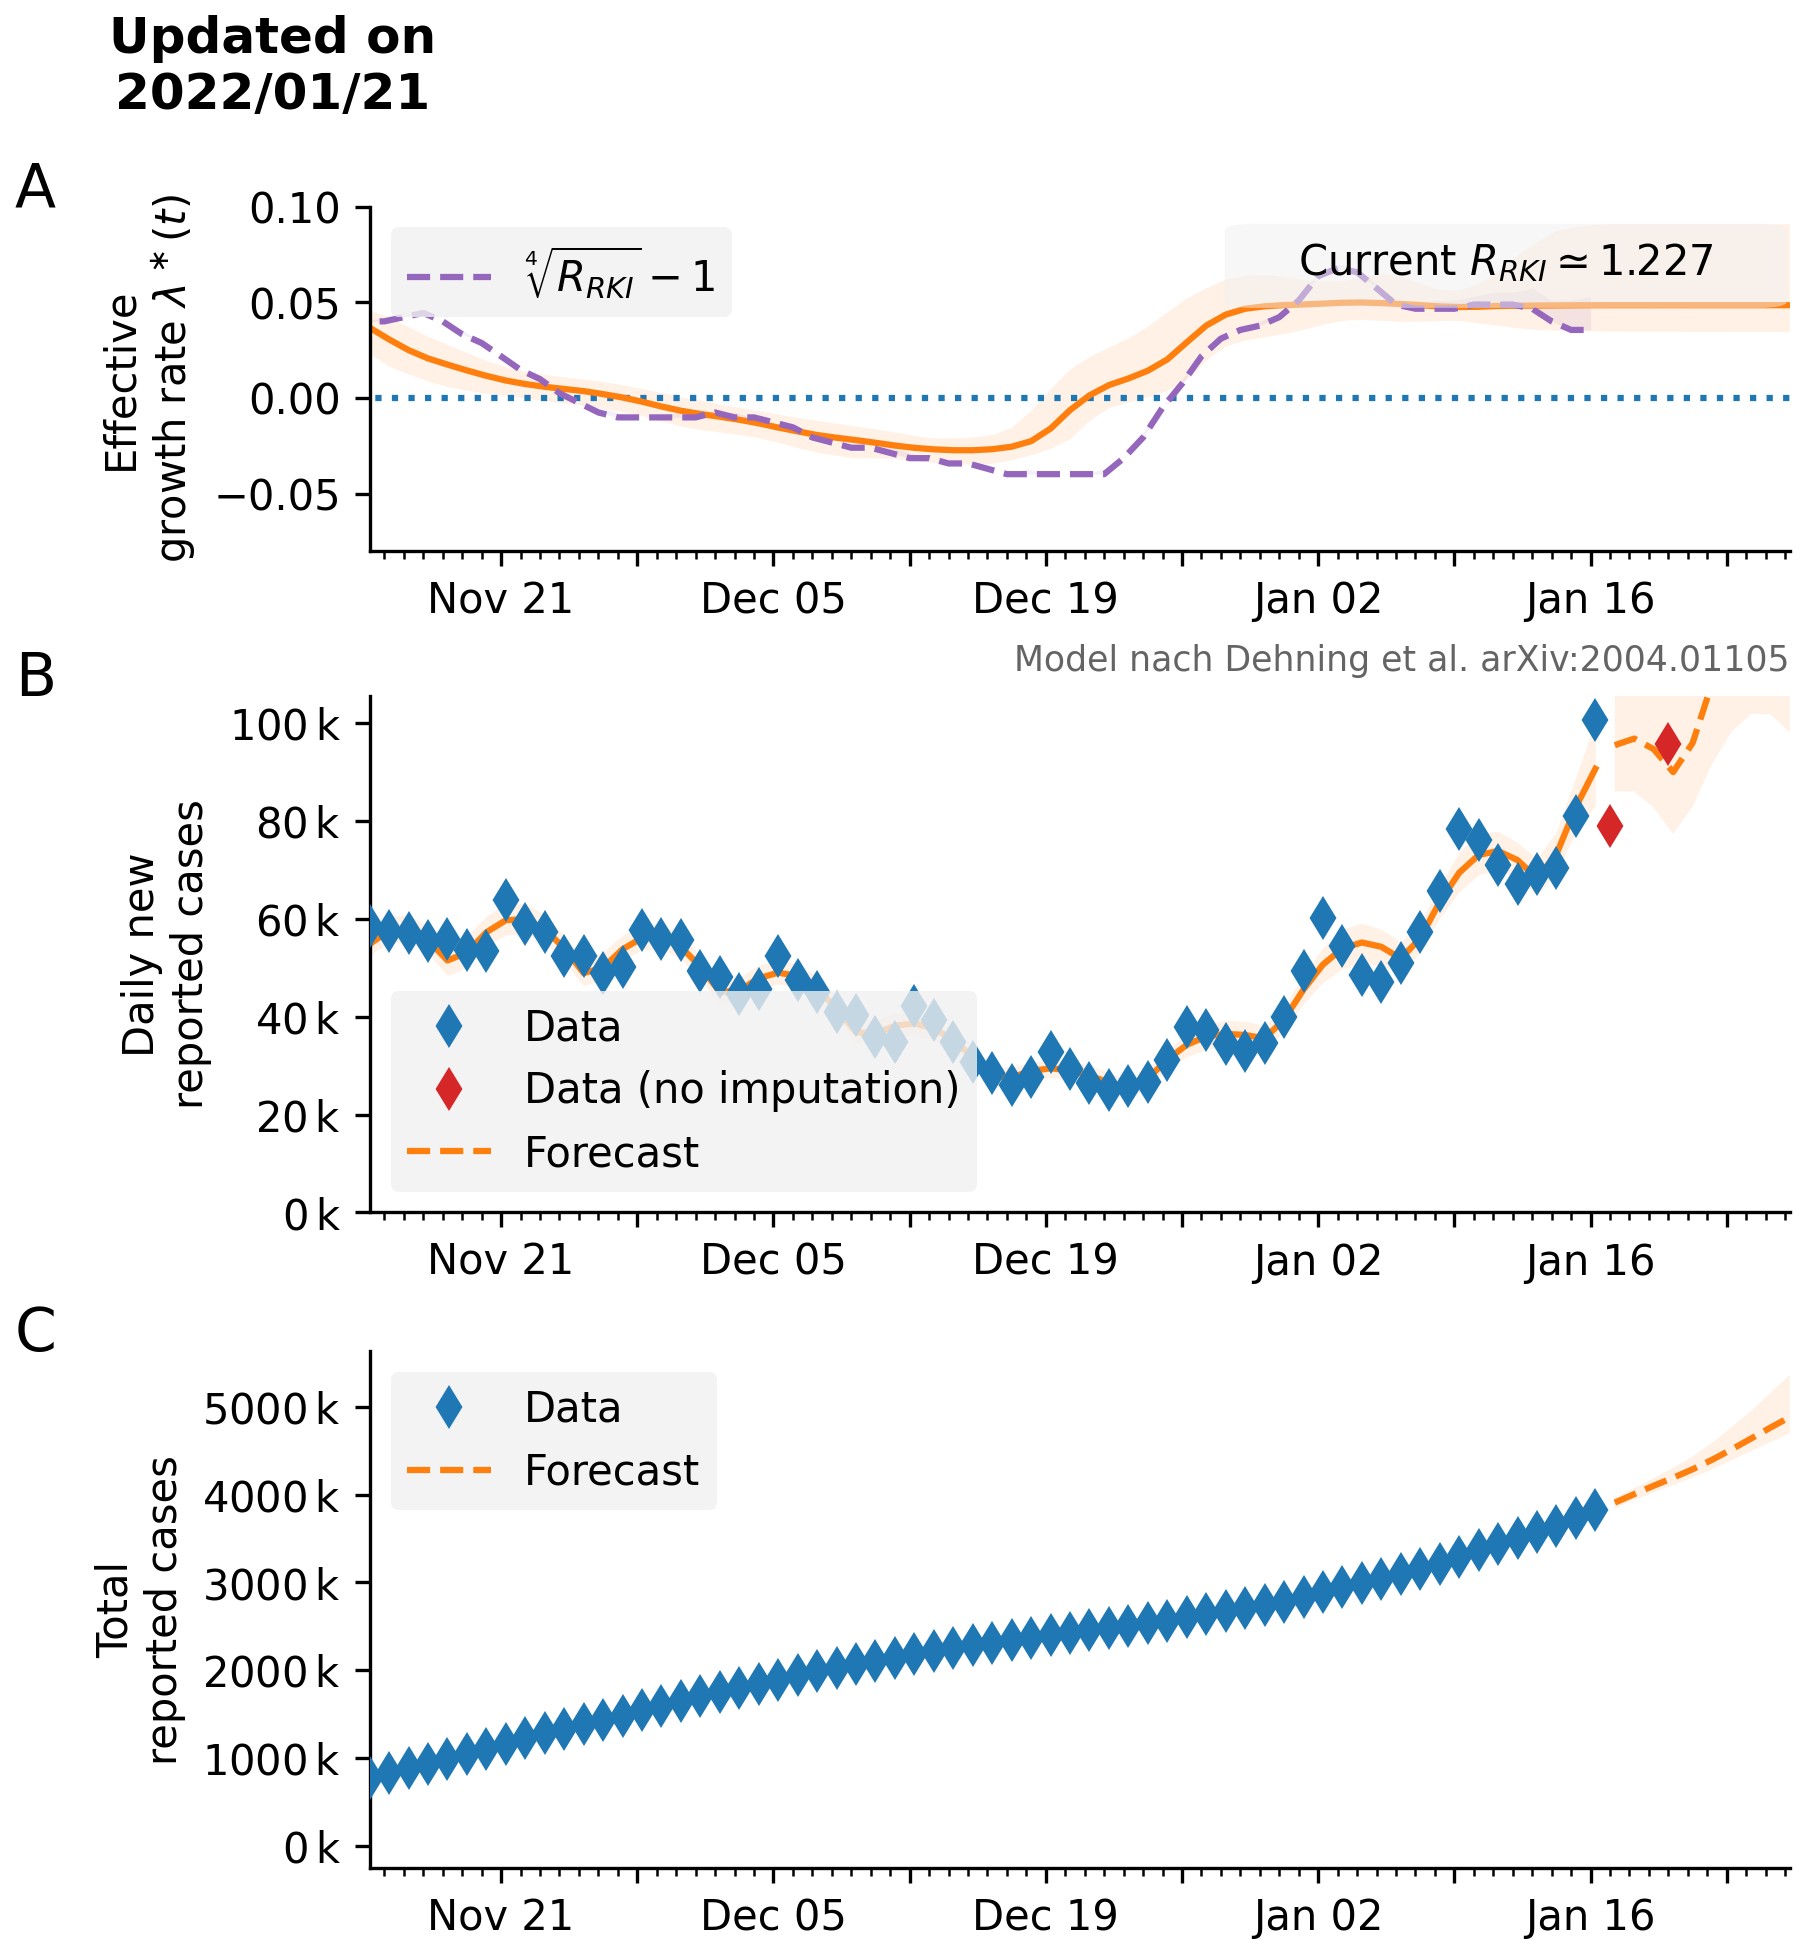 Updated on
2022/01/21
A
Effective
growth rate λ * (t)
0.10
0.05
0.00
−0.05
∜R_RKI − 1
Current R_RKI ≃ 1.227
Nov 21 Dec 05 Dec 19 Jan 02 Jan 16
Model nach Dehning et al. arXiv:2004.01105
B
Daily new
reported cases
100 k
80 k
60 k
40 k
20 k
0 k
Data
Data (no imputation)
Forecast
Nov 21 Dec 05 Dec 19 Jan 02 Jan 16
C
Total
reported cases
5000 k
4000 k
3000 k
2000 k
1000 k
0 k
Data
Forecast
Nov 21 Dec 05 Dec 19 Jan 02 Jan 16